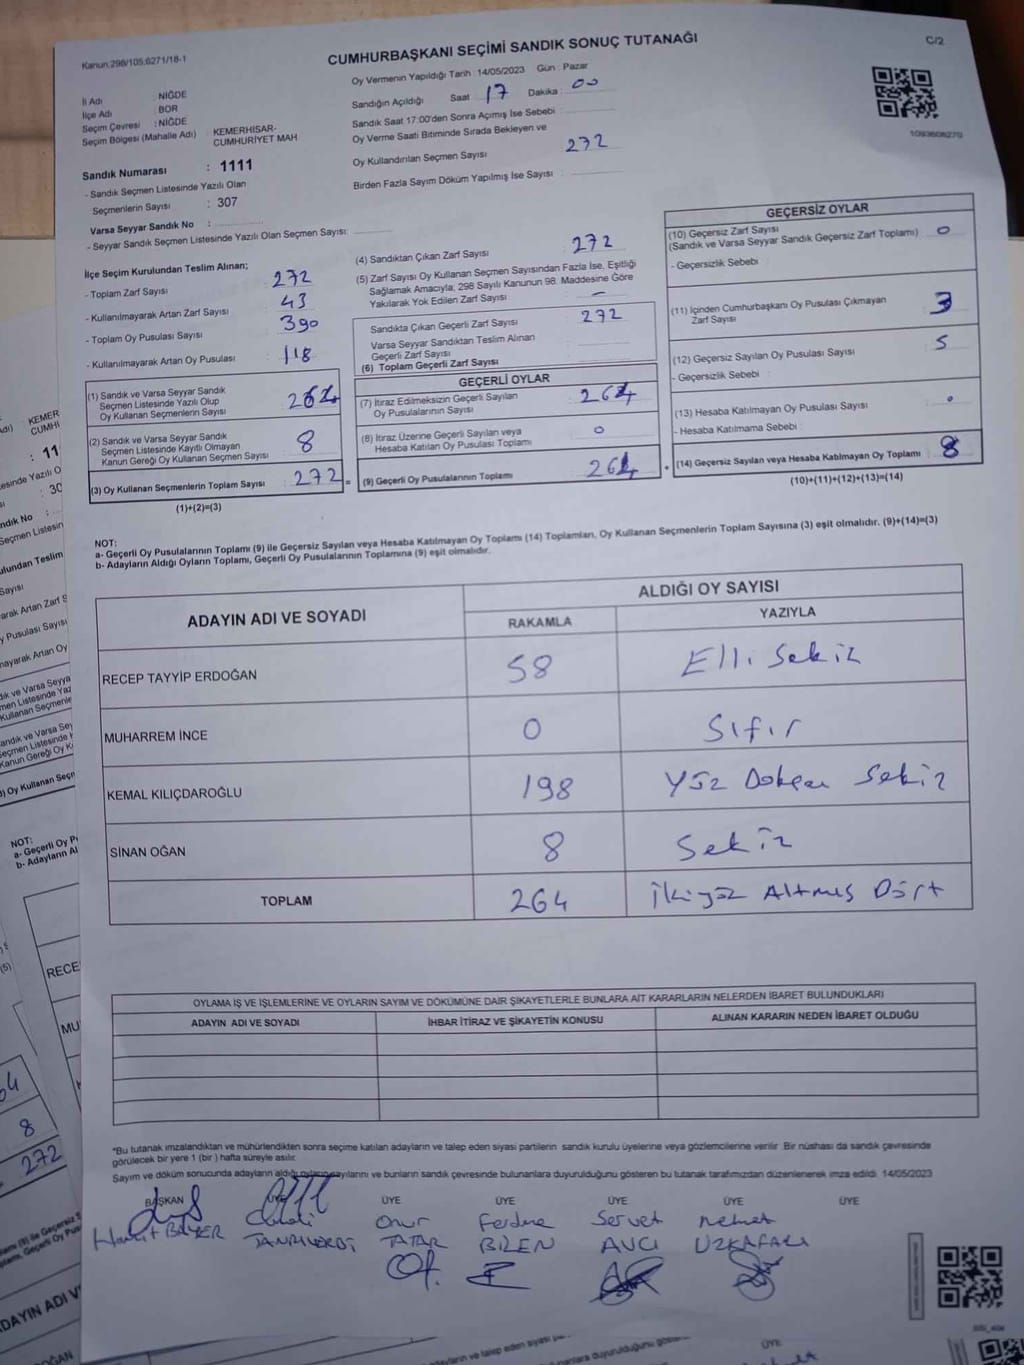 Kanun:298/105,6271/18-1
CUMHURBAŞKANI SEÇİMİ SANDIK SONUÇ TUTANAĞI
C/2
Oy Vermenin Yapıldığı Tarih : 14/05/2023 Gün : Pazar
İl Adı : NİĞDE
İlçe Adı : BOR
Seçim Çevresi : NİĞDE
Seçim Bölgesi (Mahalle Adı) : KEMERHİSAR-CUMHURİYET MAH
Sandığın Açıldığı Saat : 17 Dakika : 00
Sandık Saat 17:00'den Sonra Açımış İse Sebebi :
Oy Verme Saati Bitiminde Sırada Bekleyen ve
Oy Kullandırılan Seçmen Sayısı : 272
Birden Fazla Sayım Döküm Yapılmış İse Sayısı :
1093608270
Sandık Numarası : 1111
- Sandık Seçmen Listesinde Yazılı Olan
Seçmenlerin Sayısı : 307
Varsa Seyyar Sandık No :
- Seyyar Sandık Seçmen Listesinde Yazılı Olan Seçmen Sayısı:
İlçe Seçim Kurulundan Teslim Alınan;
- Toplam Zarf Sayısı : 272
- Kullanılmayarak Artan Zarf Sayısı : 43
- Toplam Oy Pusulası Sayısı : 390
- Kullanılmayarak Artan Oy Pusulası : 118
(1) Sandık ve Varsa Seyyar Sandık
Seçmen Listesinde Yazılı Olup
Oy Kullanan Seçmenlerin Sayısı : 264
(2) Sandık ve Varsa Seyyar Sandık
Seçmen Listesinde Kayıtlı Olmayan
Kanun Gereği Oy Kullanan Seçmen Sayısı : 8
(3) Oy Kullanan Seçmenlerin Toplam Sayısı : 272
(1)+(2)=(3)
(4) Sandıktan Çıkan Zarf Sayısı : 272
(5) Zarf Sayısı Oy Kullanan Seçmen Sayısından Fazla İse, Eşitliği
Sağlamak Amacıyla; 298 Sayılı Kanunun 98. Maddesine Göre
Yakılarak Yok Edilen Zarf Sayısı : -
Sandıkta Çıkan Geçerli Zarf Sayısı : 272
Varsa Seyyar Sandıktan Teslim Alınan
Geçerli Zarf Sayısı :
(6) Toplam Geçerli Zarf Sayısı :
GEÇERLİ OYLAR
(7) İtiraz Edilmeksizin Geçerli Sayılan
Oy Pusulalarının Sayısı : 264
(8) İtiraz Üzerine Geçerli Sayılan veya
Hesaba Katılan Oy Pusulası Toplamı : 0
= (9) Geçerli Oy Pusulalarının Toplamı : 264
GEÇERSİZ OYLAR
(10) Geçersiz Zarf Sayısı
(Sandık ve Varsa Seyyar Sandık Geçersiz Zarf Toplamı) : 0
- Geçersizlik Sebebi :
(11) İçinden Cumhurbaşkanı Oy Pusulası Çıkmayan
Zarf Sayısı : 3
(12) Geçersiz Sayılan Oy Pusulası Sayısı : 5
- Geçersizlik Sebebi :
(13) Hesaba Katılmayan Oy Pusulası Sayısı : 0
- Hesaba Katılmama Sebebi :
+ (14) Geçersiz Sayılan veya Hesaba Katılmayan Oy Toplamı : 8
(10)+(11)+(12)+(13)=(14)
NOT:
a- Geçerli Oy Pusulalarının Toplamı (9) ile Geçersiz Sayılan veya Hesaba Katılmayan Oy Toplamı (14) Toplamları, Oy Kullanan Seçmenlerin Toplam Sayısına (3) eşit olmalıdır. (9)+(14)=(3)
b- Adayların Aldığı Oyların Toplamı, Geçerli Oy Pusulalarının Toplamına (9) eşit olmalıdır.
ADAYIN ADI VE SOYADI
ALDIĞI OY SAYISI
RAKAMLA YAZIYLA
RECEP TAYYİP ERDOĞAN 58 Elli Sekiz
MUHARREM İNCE 0 Sıfır
KEMAL KILIÇDAROĞLU 198 Yüz Doksan Sekiz
SİNAN OĞAN 8 Sekiz
TOPLAM 264 İkiyüz Altmış Dört
OYLAMA İŞ VE İŞLEMLERİNE VE OYLARIN SAYIM VE DÖKÜMÜNE DAİR ŞİKAYETLERLE BUNLARA AİT KARARLARIN NELERDEN İBARET BULUNDUKLARI
ADAYIN ADI VE SOYADI İHBAR İTİRAZ VE ŞİKAYETİN KONUSU ALINAN KARARIN NEDEN İBARET OLDUĞU
*Bu tutanak imzalandıktan ve mühürlendikten sonra seçime katılan adayların ve talep eden siyasi partilerin sandık kurulu üyelerine veya gözlemcilerine verilir. Bir nüshası da sandık çevresinde
görülecek bir yere 1 (bir) hafta süreyle asılır.
Sayım ve döküm sonucunda adayların aldığı oyların sayılarını ve bunların sandık çevresinde bulunanlara duyurulduğunu gösteren bu tutanak tarafımızdan düzenlenerek imza edildi. 14/05/2023
BAŞKAN ÜYE ÜYE ÜYE ÜYE ÜYE ÜYE
Onur Ferdane Servet Mehmet
TANRIVERDİ TATAR BİLEN AVCI